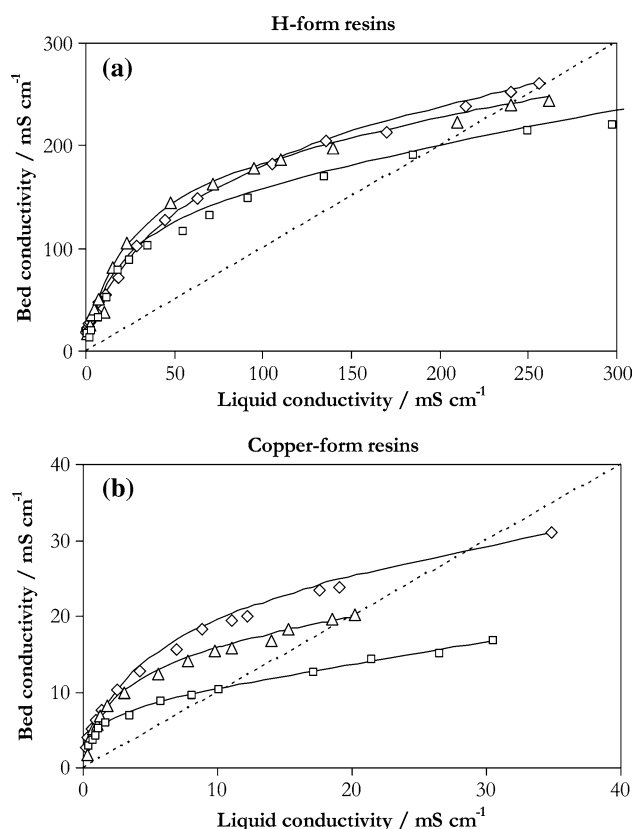 H-form resins
(a)
300
200
100
0
Bed conductivity / mS cm⁻¹
0 50 100 150 200 250 300
Liquid conductivity / mS cm⁻¹
Copper-form resins
(b)
40
30
20
10
0
Bed conductivity / mS cm⁻¹
0 10 20 30 40
Liquid conductivity / mS cm⁻¹